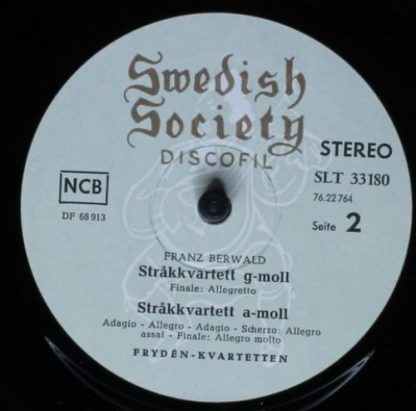 Swedish
Society
DISCOFIL
STEREO
SLT 33180
76.22764
Seite 2
NCB
DF 68 913
FRANZ BERWALD
Stråkkvartett g-moll
Finale: Allegretto
Stråkkvartett a-moll
Adagio - Allegro - Adagio - Scherzo: Allegro
assai - Finale: Allegro molto
FRYDÉN-KVARTETTEN